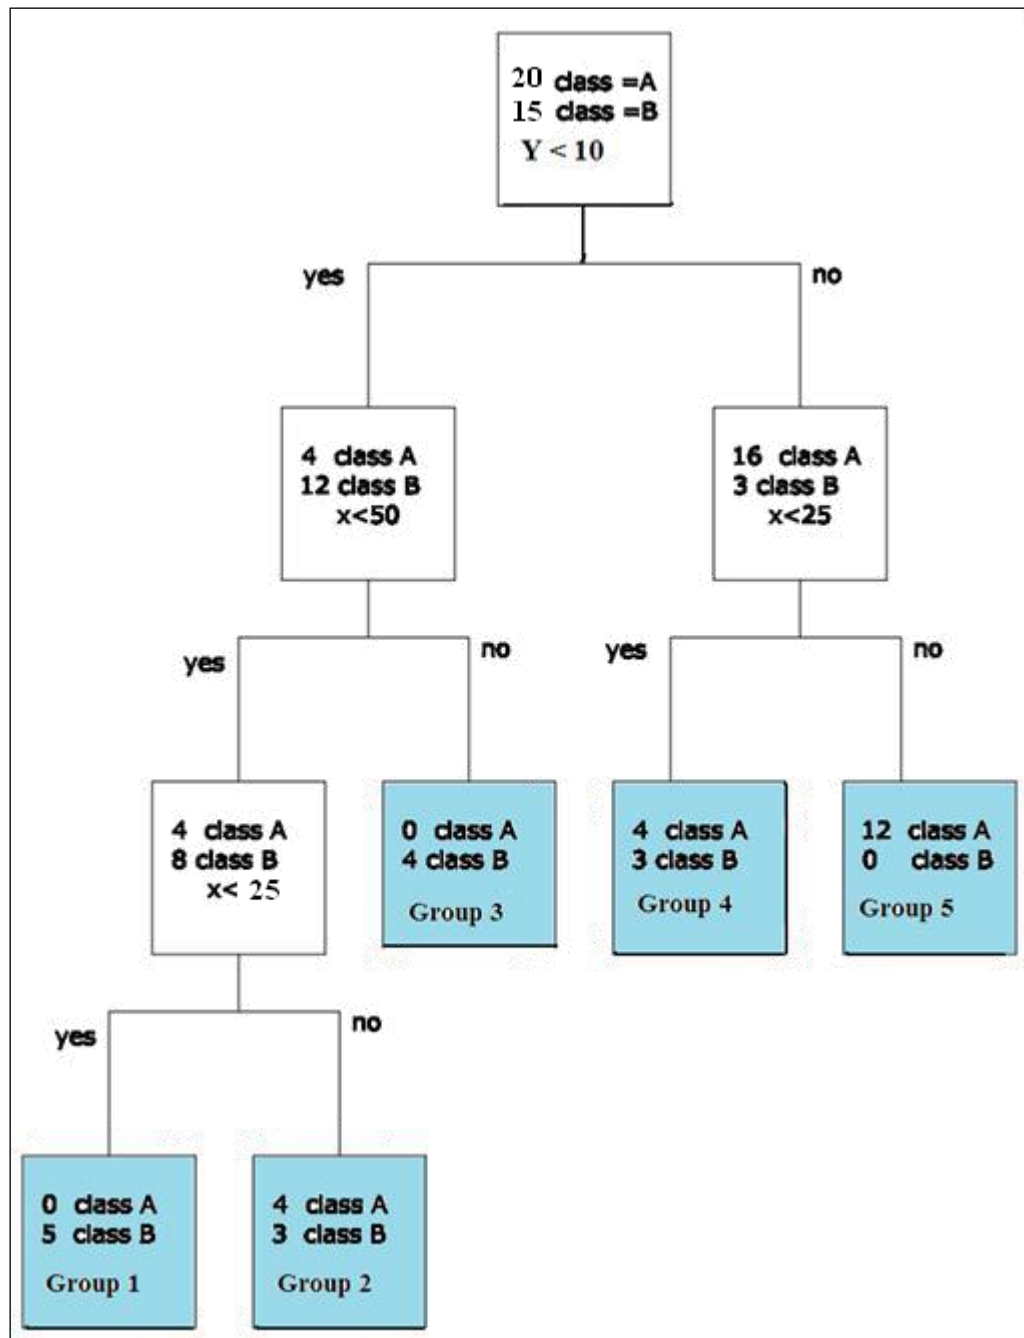 20 class =A
15 class =B
Y < 10
yes
no
4 class A
12 class B
x<50
16 class A
3 class B
x<25
yes
no
yes
no
4 class A
8 class B
x< 25
0 class A
4 class B
Group 3
4 class A
3 class B
Group 4
12 class A
0 class B
Group 5
yes
no
0 class A
5 class B
Group 1
4 class A
3 class B
Group 2